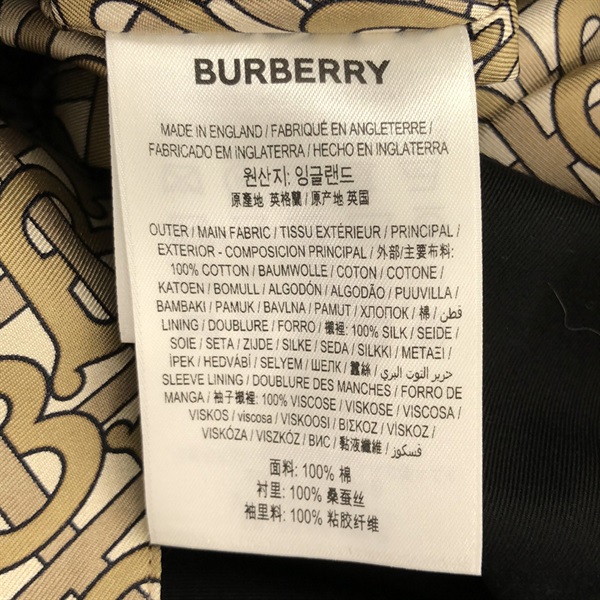 BURBERRY
MADE IN ENGLAND / FABRIQUÉ EN ANGLETERRE /
FABRICADO EM INGLATERRA / HECHO EN INGLATERRA
원산지: 잉글랜드
原產地 英格蘭 / 原产地 英国
OUTER / MAIN FABRIC / TISSU EXTÉRIEUR / PRINCIPAL /
EXTERIOR - COMPOSICION PRINCIPAL / 外部/主要布料:
100% COTTON / BAUMWOLLE / COTON / COTONE /
KATOEN / BOMULL / ALGODÓN / ALGODÃO / PUUVILLA /
BAMBAKI / PAMUK / BAVLNA / PAMUT / ХЛОПОК / 棉 / قطن /
LINING / DOUBLURE / FORRO / 襯裡: 100% SILK / SEIDE /
SOIE / SETA / ZIJDE / SILKE / SEDA / SILKKI / ΜΕΤΑΞΙ /
İPEK / HEDVÁBÍ / SELYEM / ШЕЛК / 蠶絲 / حرير التوت البري /
SLEEVE LINING / DOUBLURE DES MANCHES / FORRO DE
MANGA / 袖子襯裡: 100% VISCOSE / VISKOSE / VISCOSA /
VISKOS / viscosa / VISKOOSI / ΒΙΣΚΟΖ / VİSKOZ /
VISKÓZA / VISZKÓZ / ВИС / 黏液纖維 / فسكوز /
面料: 100% 棉
衬里: 100% 桑蚕丝
袖里料: 100% 粘胶纤维